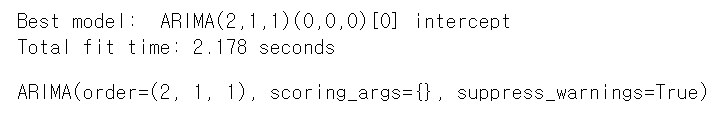 Best model:  ARIMA(2,1,1)(0,0,0)[0] intercept
Total fit time: 2.178 seconds
ARIMA(order=(2, 1, 1), scoring_args={}, suppress_warnings=True)